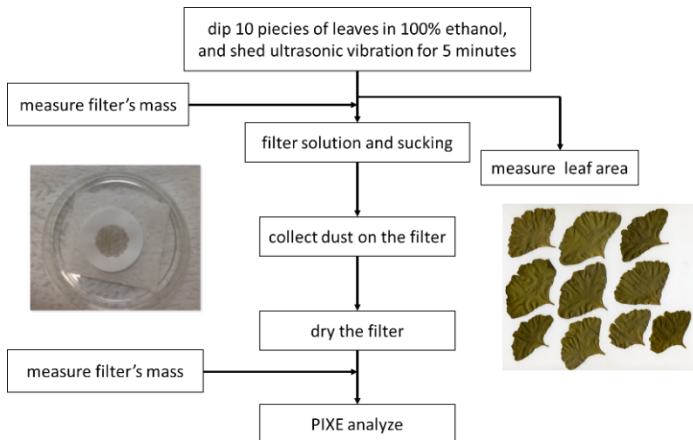 dip 10 piecies of leaves in 100% ethanol,
and shed ultrasonic vibration for 5 minutes
measure filter's mass
filter solution and sucking
measure leaf area
collect dust on the filter
dry the filter
measure filter's mass
PIXE analyze